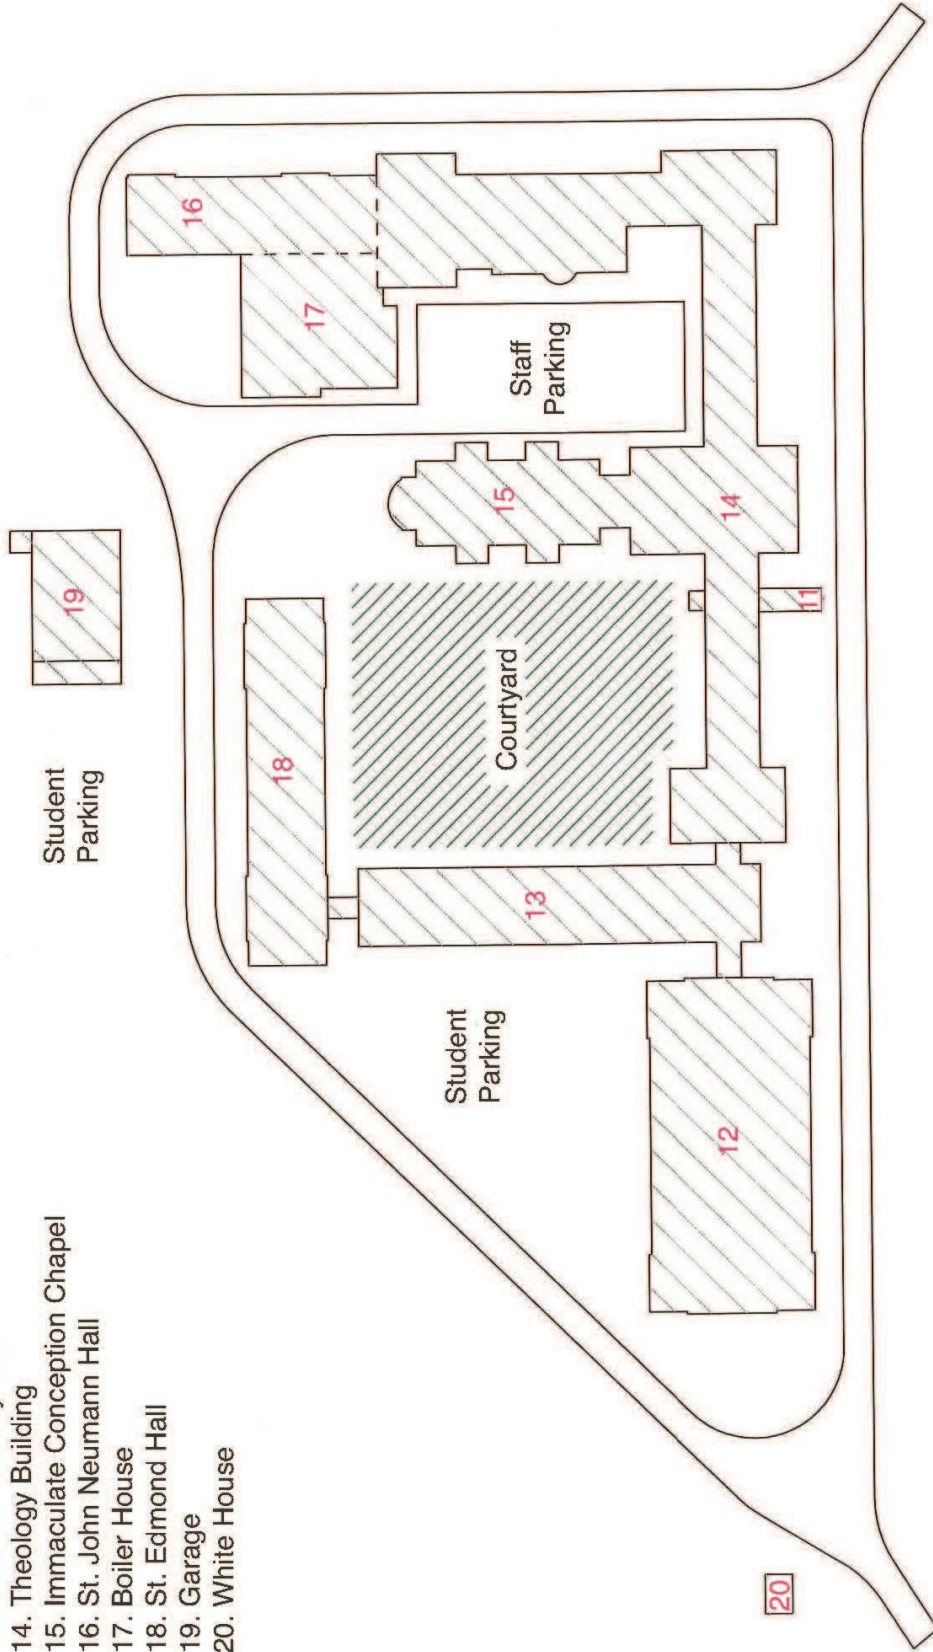 14. Theology Building
15. Immaculate Conception Chapel
16. St. John Neumann Hall
17. Boiler House
18. St. Edmond Hall
19. Garage
20. White House
Student
Parking
19
16
17
18
Staff
Parking
15
Courtyard
13
Student
Parking
14
11
12
20